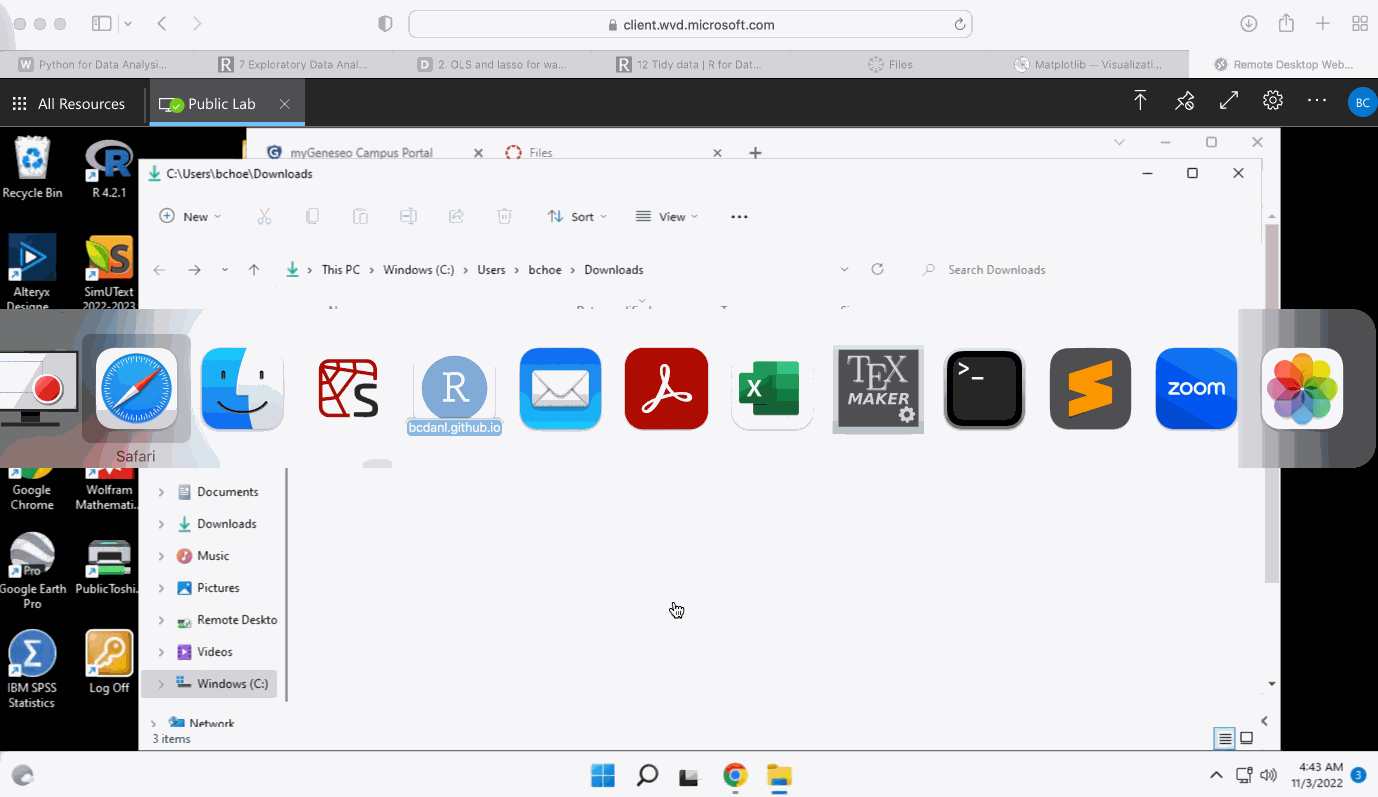 client.wvd.microsoft.com
W Python for Data Analysi...
R 7 Exploratory Data Anal...
D 2. OLS and lasso for wa...
R 12 Tidy data | R for Dat...
Files
Matplotlib — Visualizati...
Remote Desktop Web...
All Resources
Public Lab
BC
myGeneseo Campus Portal
Files
C:\Users\bchoe\Downloads
Recycle Bin
R 4.2.1
New
Sort
View
This PC
Windows (C:)
Users
bchoe
Downloads
Search Downloads
Alteryx
Designe...
SimUText
2022-2023
R
bcdanl.github.io
TEX
MAKER
>_
zoom
Safari
Google
Chrome
Wolfram
Mathemati...
Documents
Downloads
Music
Pictures
Remote Deskto
Videos
Windows (C:)
Network
Pro
Google Earth
Pro
PublicToshi...
IBM SPSS
Statistics
Log Off
3 items
4:43 AM
11/3/2022
3